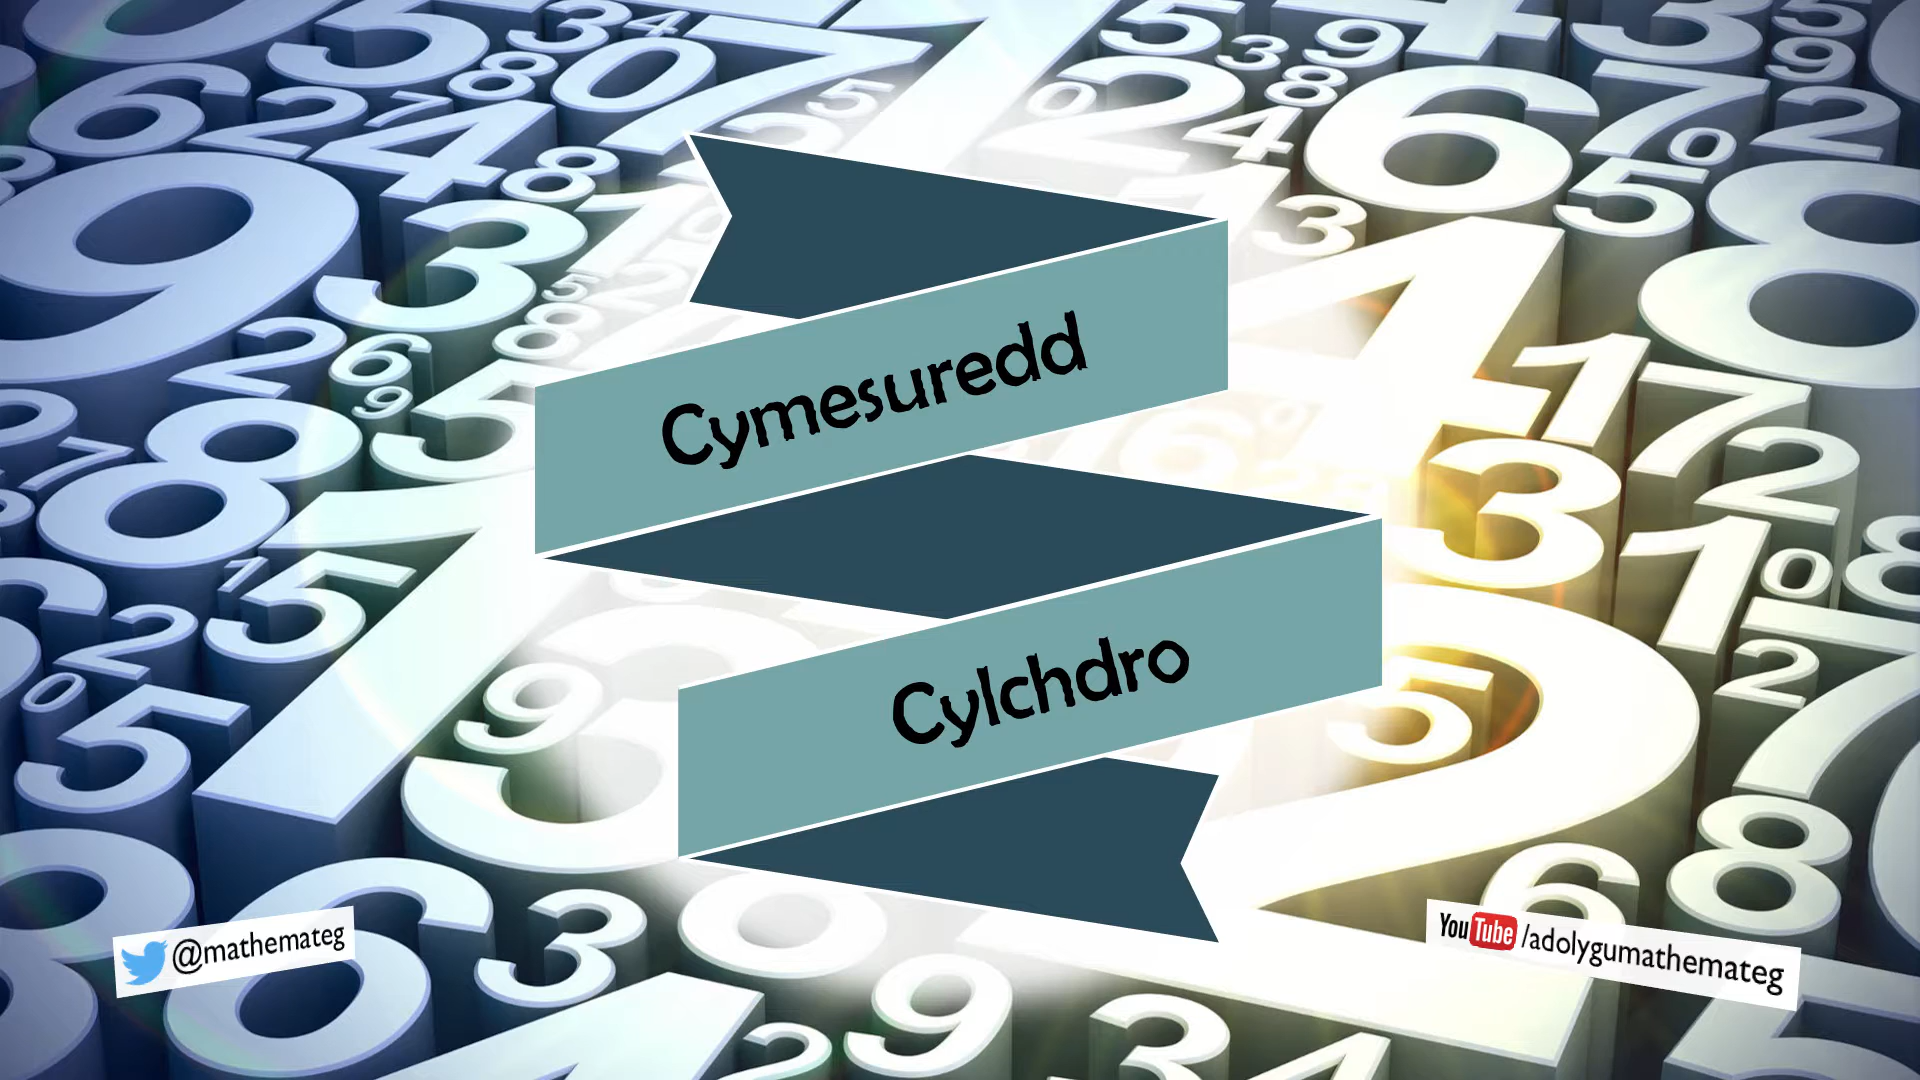 Cymesuredd
Cylchdro
@mathemateg
YouTube /adolygumathemateg